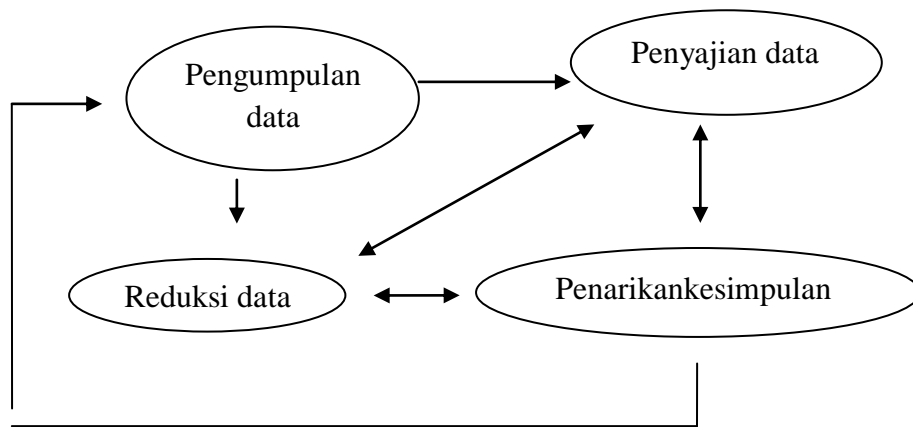 Pengumpulan
data
Penyajian data
Reduksi data
Penarikankesimpulan